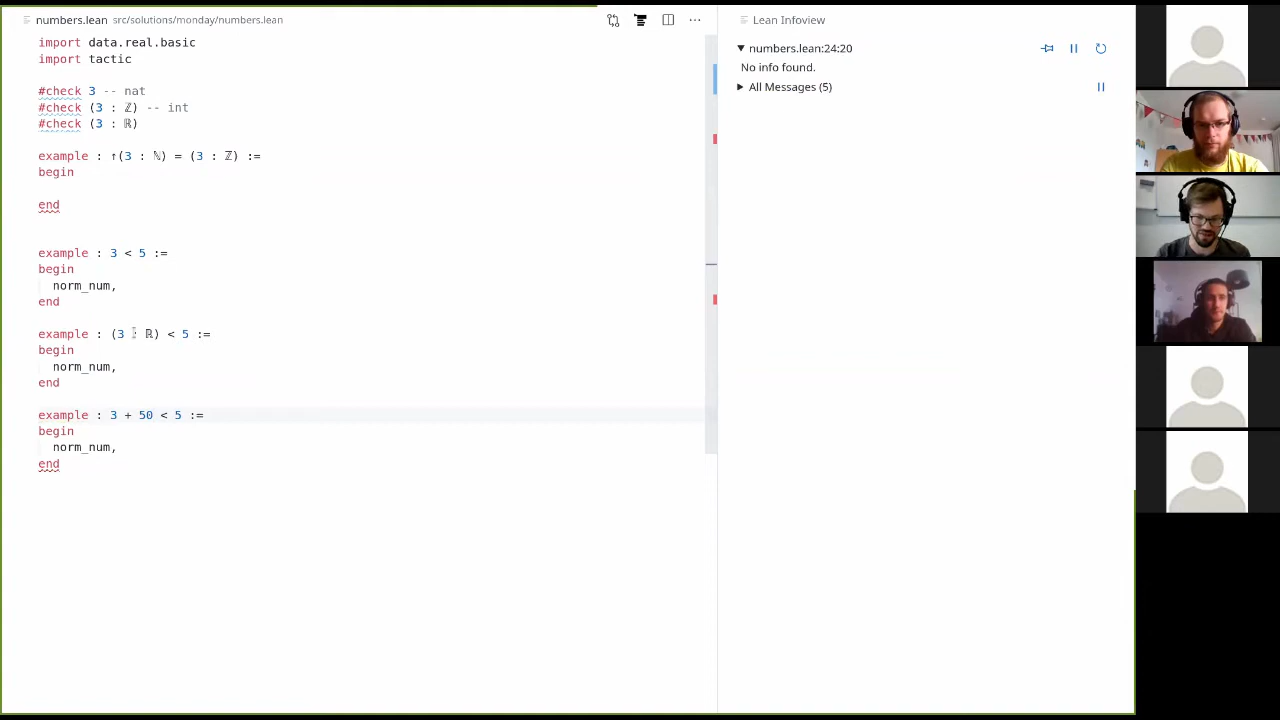 numbers.lean src/solutions/monday/numbers.lean
import data.real.basic
import tactic
#check 3 -- nat
#check (3 : ℤ) -- int
#check (3 : ℝ)
example : ↑(3 : ℕ) = (3 : ℤ) :=
begin
end
example : 3 < 5 :=
begin
norm_num,
end
example : (3 : ℝ) < 5 :=
begin
norm_num,
end
example : 3 + 50 < 5 :=
begin
norm_num,
end
Lean Infoview
numbers.lean:24:20
No info found.
All Messages (5)